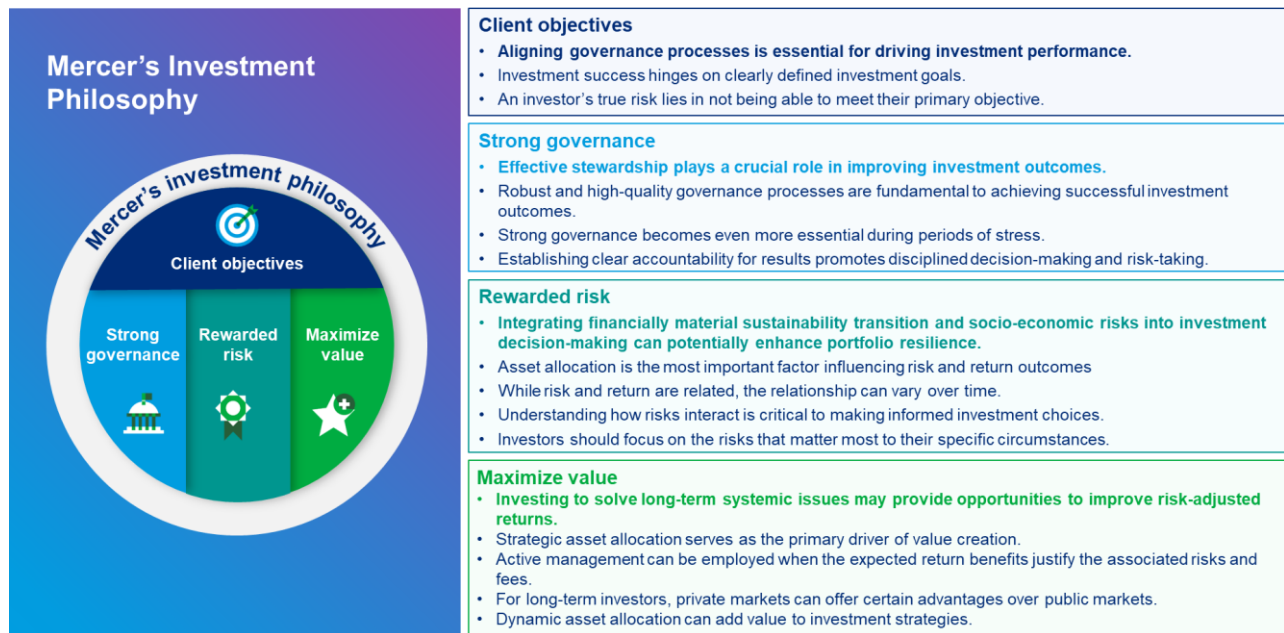 Mercer's Investment
Philosophy
Mercer's investment philosophy
Client objectives
Strong
governance
Rewarded
risk
Maximize
value
Client objectives
• Aligning governance processes is essential for driving investment performance.
• Investment success hinges on clearly defined investment goals.
• An investor's true risk lies in not being able to meet their primary objective.
Strong governance
• Effective stewardship plays a crucial role in improving investment outcomes.
• Robust and high-quality governance processes are fundamental to achieving successful investment
outcomes.
• Strong governance becomes even more essential during periods of stress.
• Establishing clear accountability for results promotes disciplined decision-making and risk-taking.
Rewarded risk
• Integrating financially material sustainability transition and socio-economic risks into investment
decision-making can potentially enhance portfolio resilience.
• Asset allocation is the most important factor influencing risk and return outcomes
• While risk and return are related, the relationship can vary over time.
• Understanding how risks interact is critical to making informed investment choices.
• Investors should focus on the risks that matter most to their specific circumstances.
Maximize value
• Investing to solve long-term systemic issues may provide opportunities to improve risk-adjusted
returns.
• Strategic asset allocation serves as the primary driver of value creation.
• Active management can be employed when the expected return benefits justify the associated risks and
fees.
• For long-term investors, private markets can offer certain advantages over public markets.
• Dynamic asset allocation can add value to investment strategies.